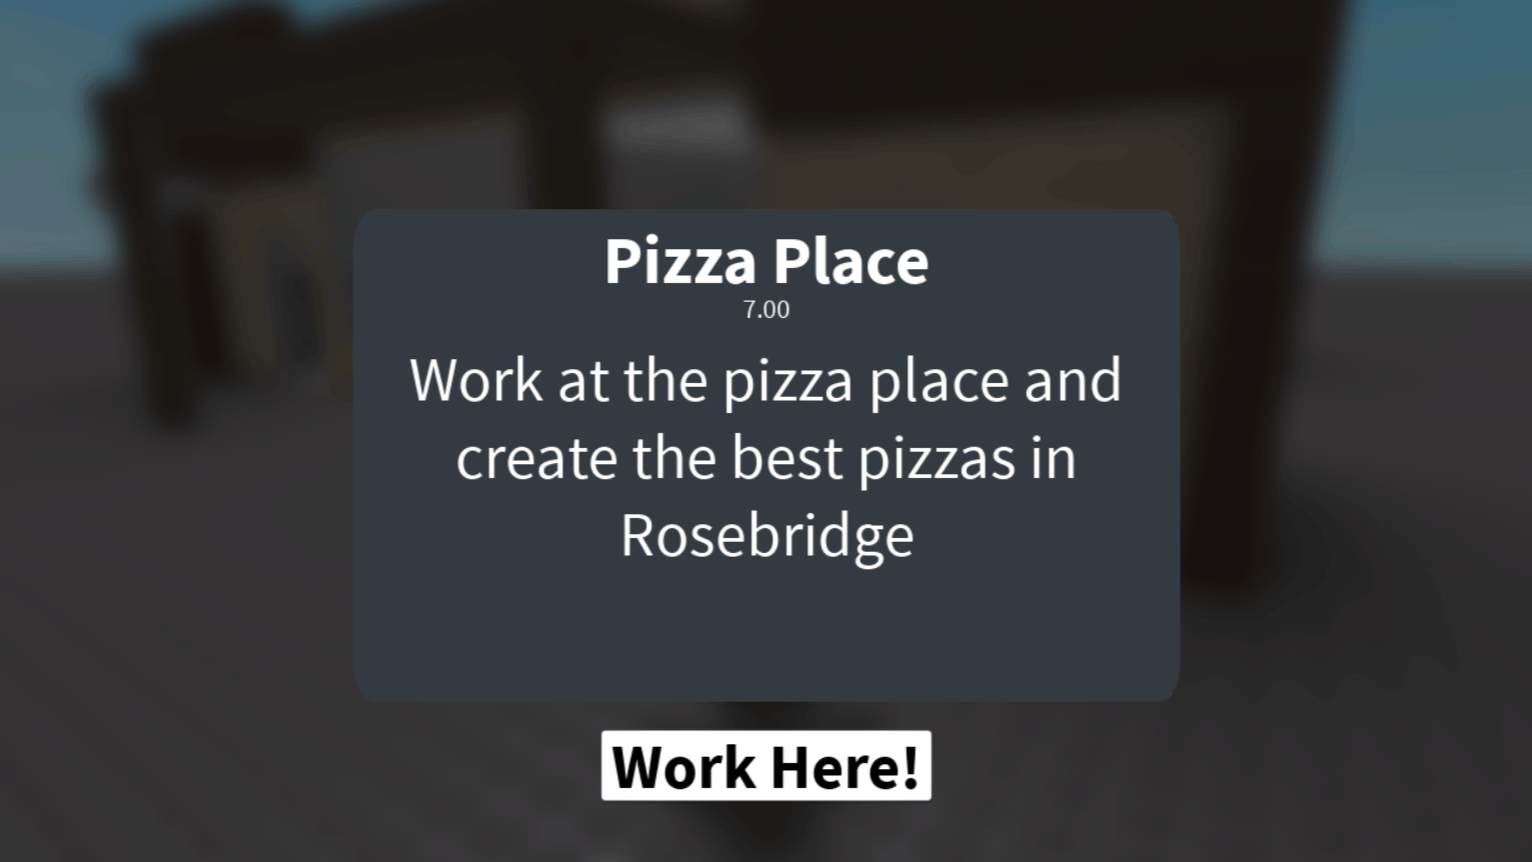 Pizza Place
7.00
Work at the pizza place and
create the best pizzas in
Rosebridge
Work Here!